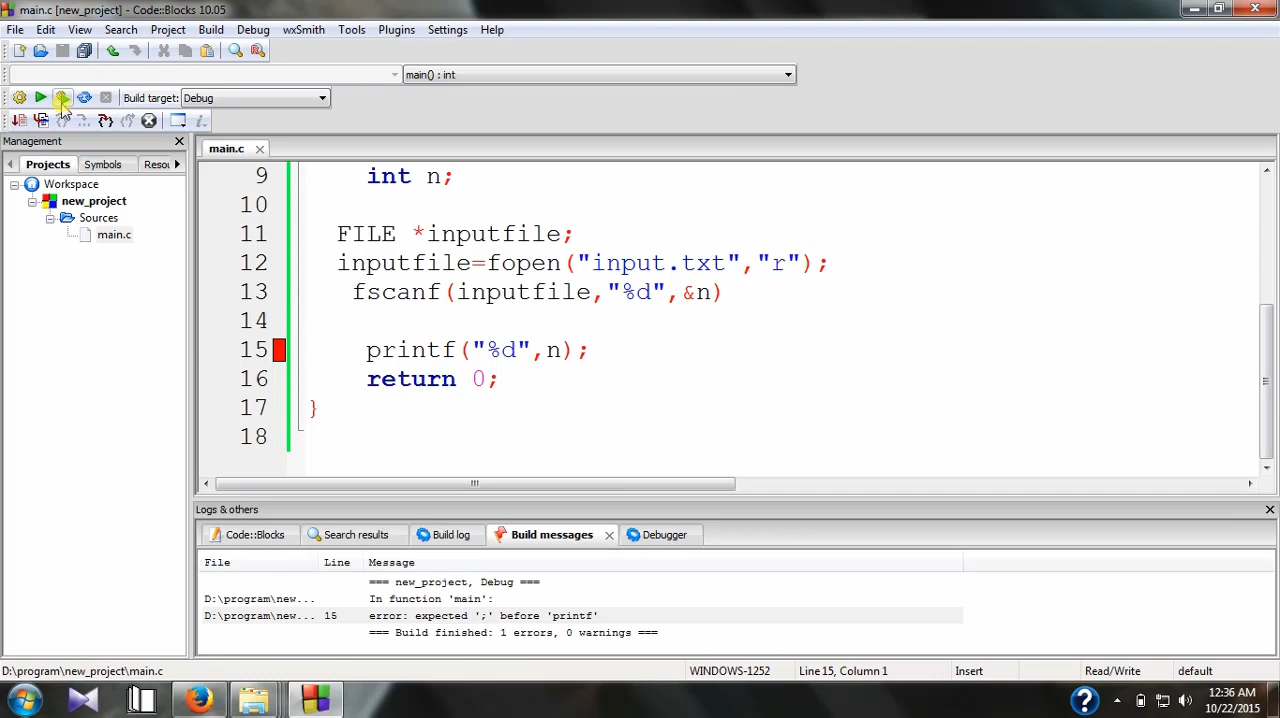 main.c [new_project] - Code::Blocks 10.05
File Edit View Search Project Build Debug wxSmith Tools Plugins Settings Help
main() : int
Build target: Debug
Management
main.c
Projects Symbols Resou
Workspace
new_project
Sources
main.c
9 int n;
10
11 FILE *inputfile;
12 inputfile=fopen("input.txt","r");
13 fscanf(inputfile,"%d",&n)
14
15 printf("%d",n);
16 return 0;
17 }
18
Logs & others
Code::Blocks Search results Build log Build messages Debugger
File Line Message
=== new_project, Debug ===
D:\program\new... In function 'main':
D:\program\new... 15 error: expected ';' before 'printf'
=== Build finished: 1 errors, 0 warnings ===
D:\program\new_project\main.c WINDOWS-1252 Line 15, Column 1 Insert Read/Write default
12:36 AM
10/22/2015